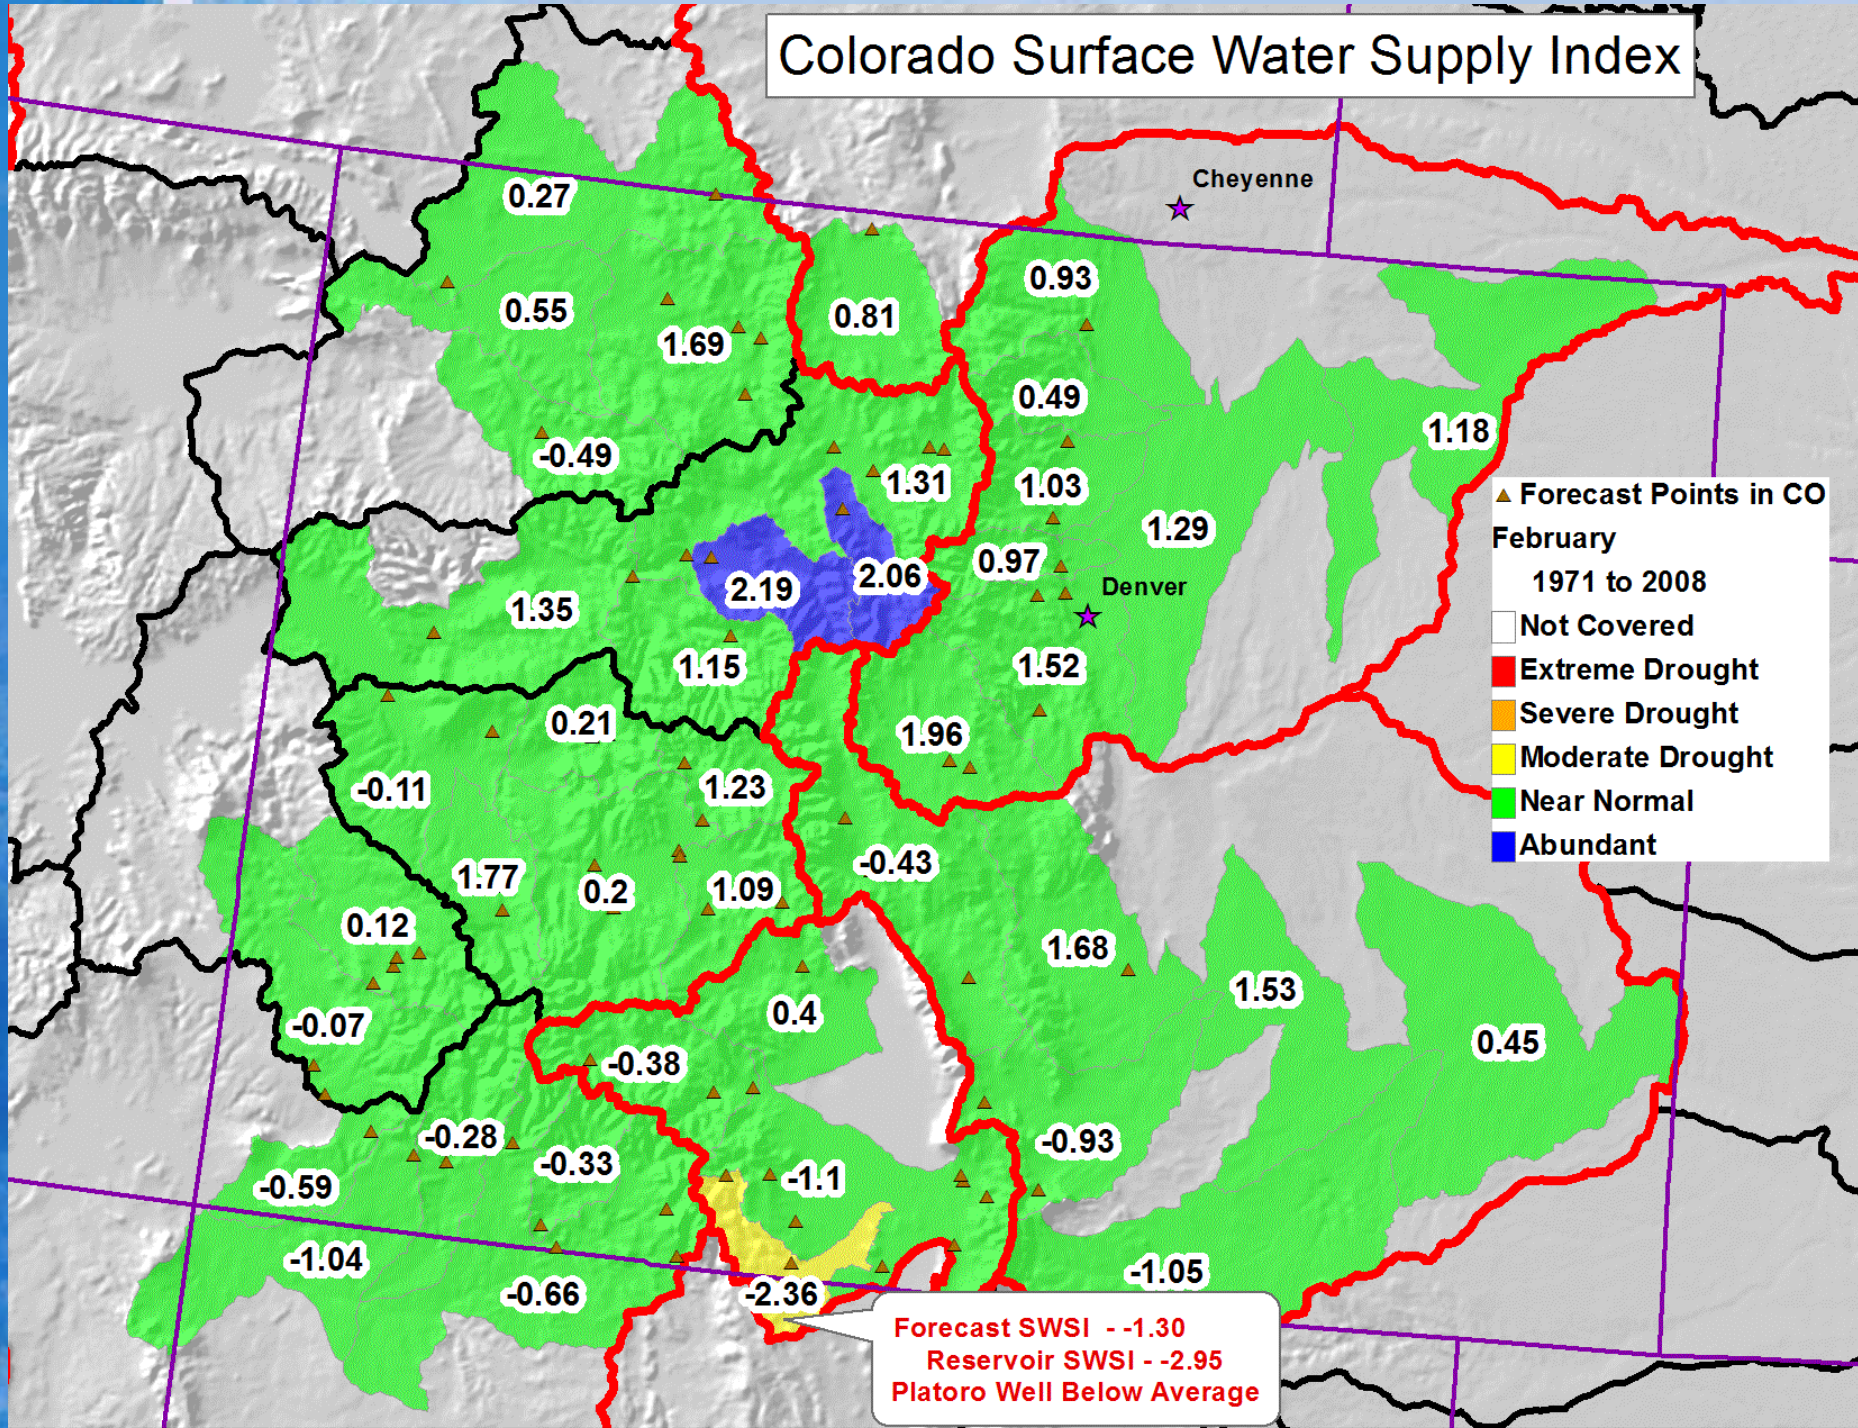 Colorado Surface Water Supply Index
Cheyenne
0.27
0.93
0.55
0.81
1.69
0.49
1.18
-0.49
1.31
1.03
Forecast Points in CO
February
1971 to 2008
Not Covered
Extreme Drought
Severe Drought
Moderate Drought
Near Normal
Abundant
1.29
0.97
2.19
2.06
Denver
1.35
1.15
1.52
0.21
1.96
-0.11
1.23
-0.43
1.77
0.2
1.09
0.12
1.68
1.53
-0.07
0.4
0.45
-0.38
-0.28
-0.33
-0.93
-0.59
-1.1
-1.04
-0.66
-2.36
-1.05
Forecast SWSI - -1.30
Reservoir SWSI - -2.95
Platoro Well Below Average